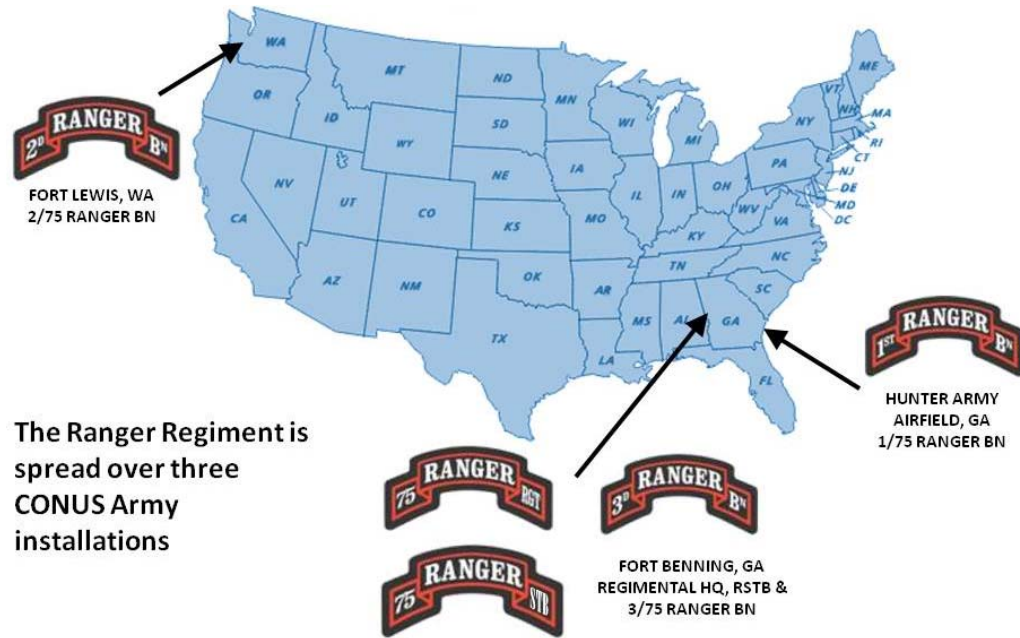 WA
MT
ND
MN
ME
VT
NH
MA
OR
ID
SD
WI
MI
NY
RI
CT
WY
IA
PA
NJ
DE
MD
DC
NV
NE
IL
IN
OH
WV
VA
CA
UT
CO
KS
MO
KY
NC
AZ
NM
OK
AR
TN
SC
MS
AL
GA
TX
LA
FL
2D RANGER BN
FORT LEWIS, WA
2/75 RANGER BN
1ST RANGER BN
HUNTER ARMY
AIRFIELD, GA
1/75 RANGER BN
The Ranger Regiment is
spread over three
CONUS Army
installations
75 RANGER RGT
3D RANGER BN
75 RANGER STB
FORT BENNING, GA
REGIMENTAL HQ, RSTB &
3/75 RANGER BN